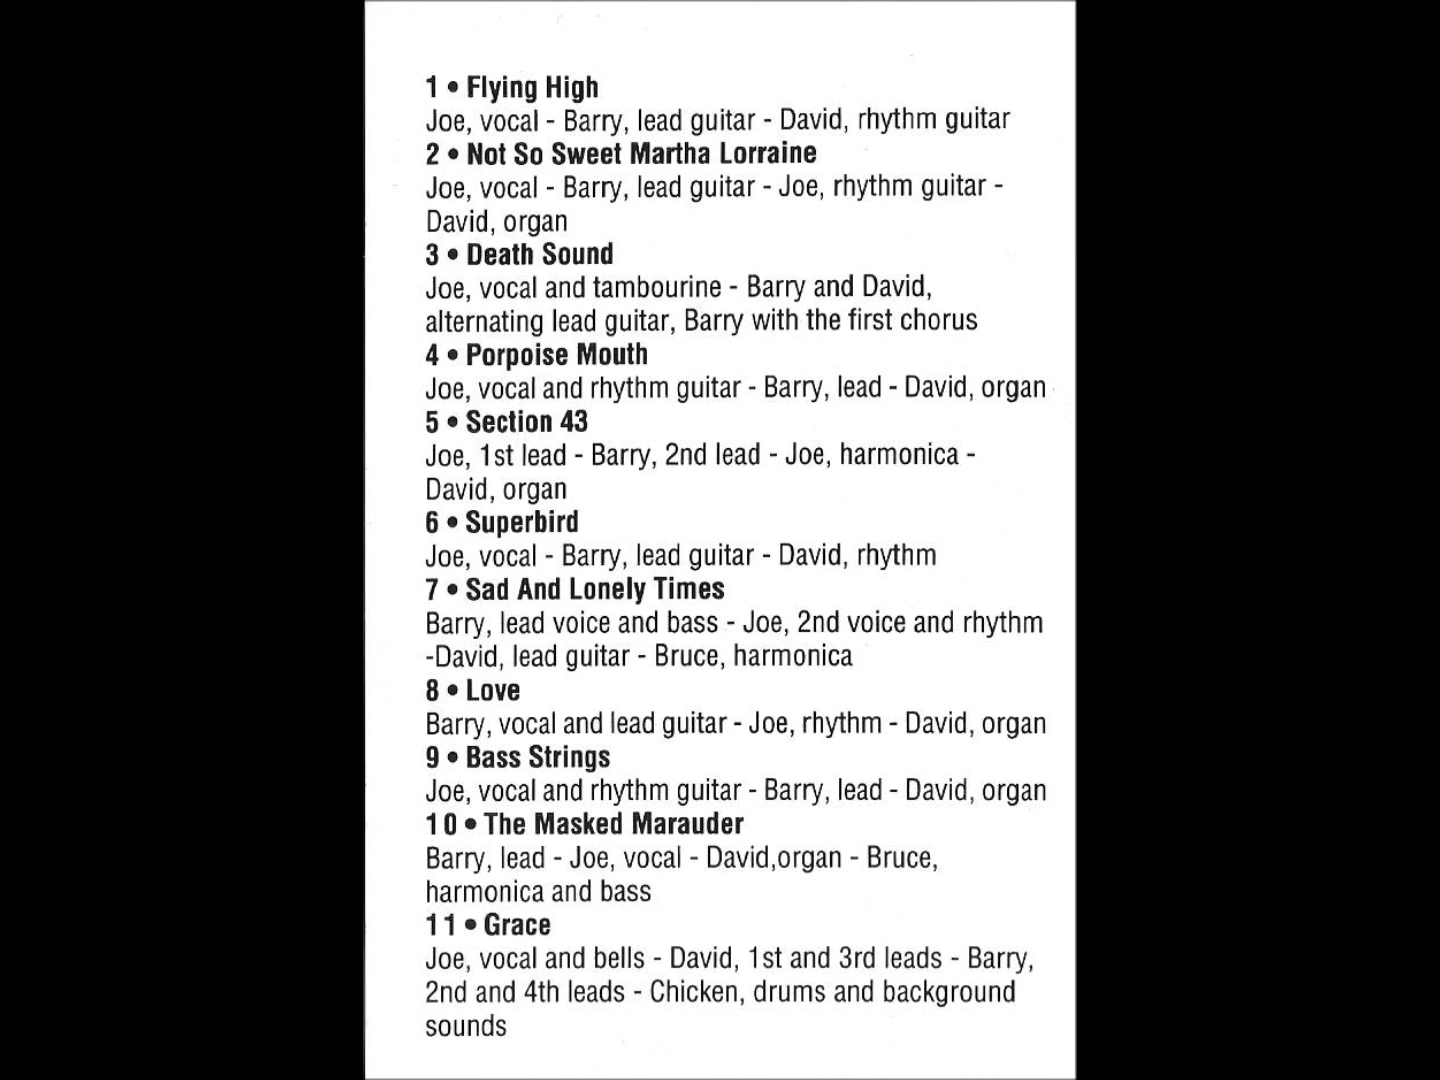 1 • Flying High
Joe, vocal - Barry, lead guitar - David, rhythm guitar
2 • Not So Sweet Martha Lorraine
Joe, vocal - Barry, lead guitar - Joe, rhythm guitar -
David, organ
3 • Death Sound
Joe, vocal and tambourine - Barry and David,
alternating lead guitar, Barry with the first chorus
4 • Porpoise Mouth
Joe, vocal and rhythm guitar - Barry, lead - David, organ
5 • Section 43
Joe, 1st lead - Barry, 2nd lead - Joe, harmonica -
David, organ
6 • Superbird
Joe, vocal - Barry, lead guitar - David, rhythm
7 • Sad And Lonely Times
Barry, lead voice and bass - Joe, 2nd voice and rhythm
-David, lead guitar - Bruce, harmonica
8 • Love
Barry, vocal and lead guitar - Joe, rhythm - David, organ
9 • Bass Strings
Joe, vocal and rhythm guitar - Barry, lead - David, organ
10 • The Masked Marauder
Barry, lead - Joe, vocal - David,organ - Bruce,
harmonica and bass
11 • Grace
Joe, vocal and bells - David, 1st and 3rd leads - Barry,
2nd and 4th leads - Chicken, drums and background
sounds